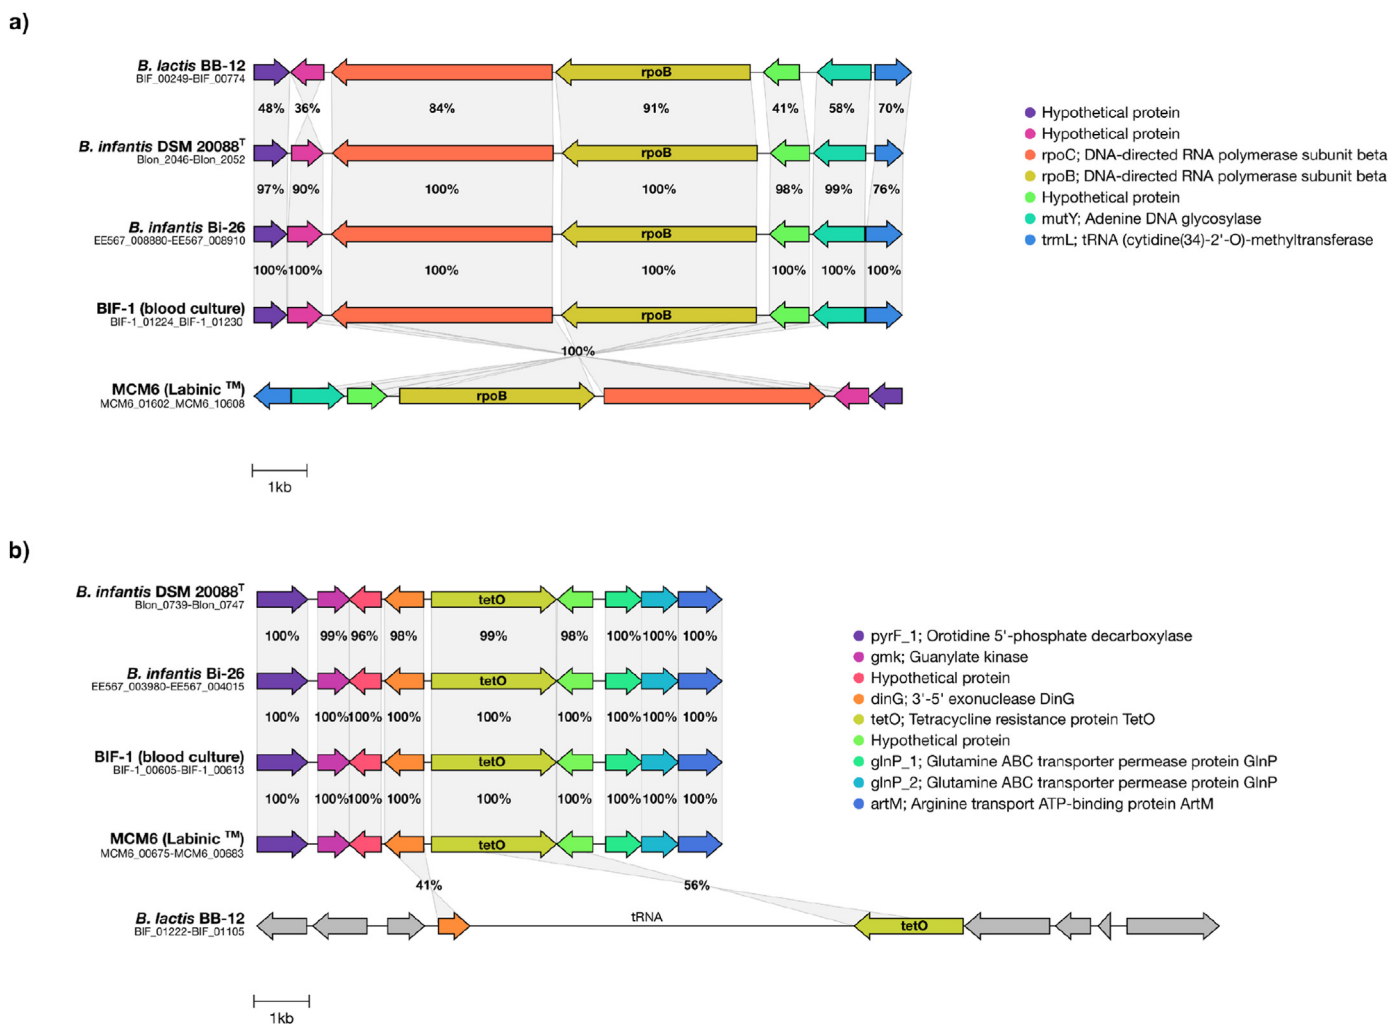 a)
B. lactis BB-12
BIF_00249-BIF_00774
rpoB
48% 36% 84% 91% 41% 58% 70%
B. infantis DSM 20088T
Blon_2046-Blon_2052
rpoB
97% 90% 100% 100% 98% 99% 76%
B. infantis Bi-26
EE567_008880-EE567_008910
rpoB
100% 100% 100% 100% 100% 100% 100%
BIF-1 (blood culture)
BIF-1_01224_BIF-1_01230
rpoB
100%
MCM6 (Labinic TM)
MCM6_01602_MCM6_10608
rpoB
1kb
Hypothetical protein
Hypothetical protein
rpoC; DNA-directed RNA polymerase subunit beta
rpoB; DNA-directed RNA polymerase subunit beta
Hypothetical protein
mutY; Adenine DNA glycosylase
trmL; tRNA (cytidine(34)-2'-O)-methyltransferase
b)
B. infantis DSM 20088T
Blon_0739-Blon_0747
tetO
100% 99% 96% 98% 99% 98% 100% 100% 100%
B. infantis Bi-26
EE567_003980-EE567_004015
tetO
100% 100% 100% 100% 100% 100% 100% 100% 100%
BIF-1 (blood culture)
BIF-1_00605-BIF-1_00613
tetO
100% 100% 100% 100% 100% 100% 100% 100% 100%
MCM6 (Labinic TM)
MCM6_00675-MCM6_00683
tetO
41% 56%
B. lactis BB-12
BIF_01222-BIF_01105
tRNA
tetO
1kb
pyrF_1; Orotidine 5'-phosphate decarboxylase
gmk; Guanylate kinase
Hypothetical protein
dinG; 3'-5' exonuclease DinG
tetO; Tetracycline resistance protein TetO
Hypothetical protein
glnP_1; Glutamine ABC transporter permease protein GlnP
glnP_2; Glutamine ABC transporter permease protein GlnP
artM; Arginine transport ATP-binding protein ArtM